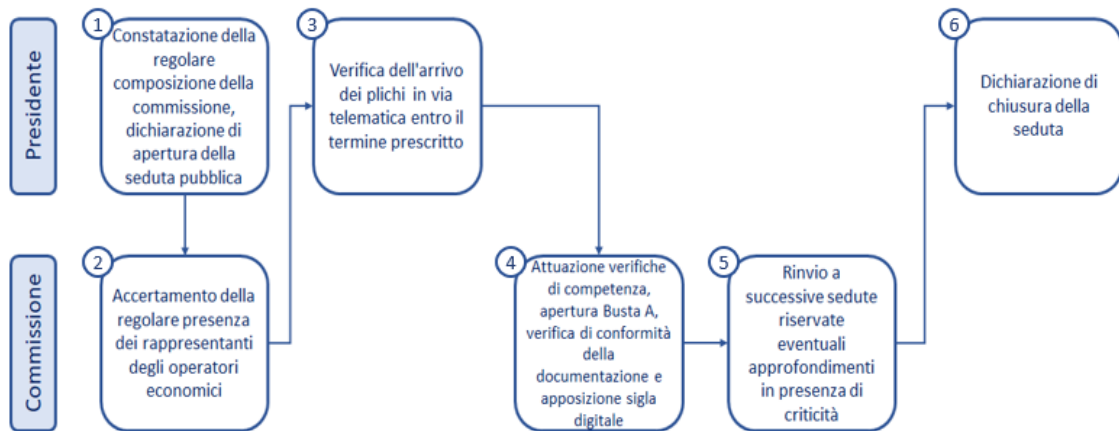 Presidente
1
Constatazione della
regolare
composizione della
commissione,
dichiarazione di
apertura della
seduta pubblica
3
Verifica dell'arrivo
dei plichi in via
telematica entro il
termine prescritto
6
Dichiarazione di
chiusura della
seduta
Commissione
2
Accertamento della
regolare presenza
dei rappresentanti
degli operatori
economici
4
Attuazione verifiche
di competenza,
apertura Busta A,
verifica di conformità
della
documentazione e
apposizione sigla
digitale
5
Rinvio a
successive sedute
riservate
eventuali
approfondimenti
in presenza di
criticità